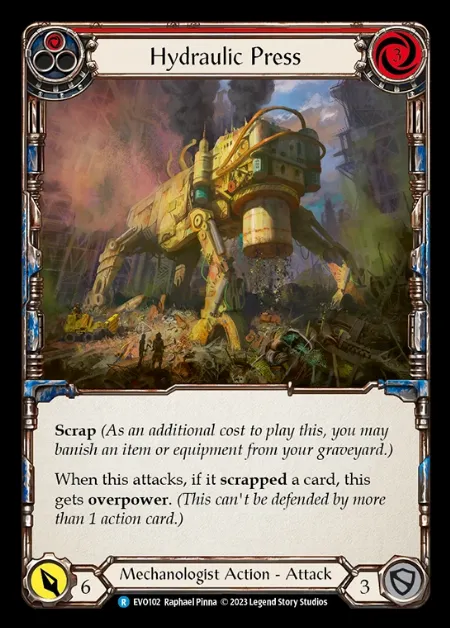 Hydraulic Press
3
Scrap (As an additional cost to play this, you may
banish an item or equipment from your graveyard.)
When this attacks, if it scrapped a card, this
gets overpower. (This can't be defended by more
than 1 action card.)
6
Mechanologist Action - Attack
3
R EVO102 Raphael Pinna © 2023 Legend Story Studios